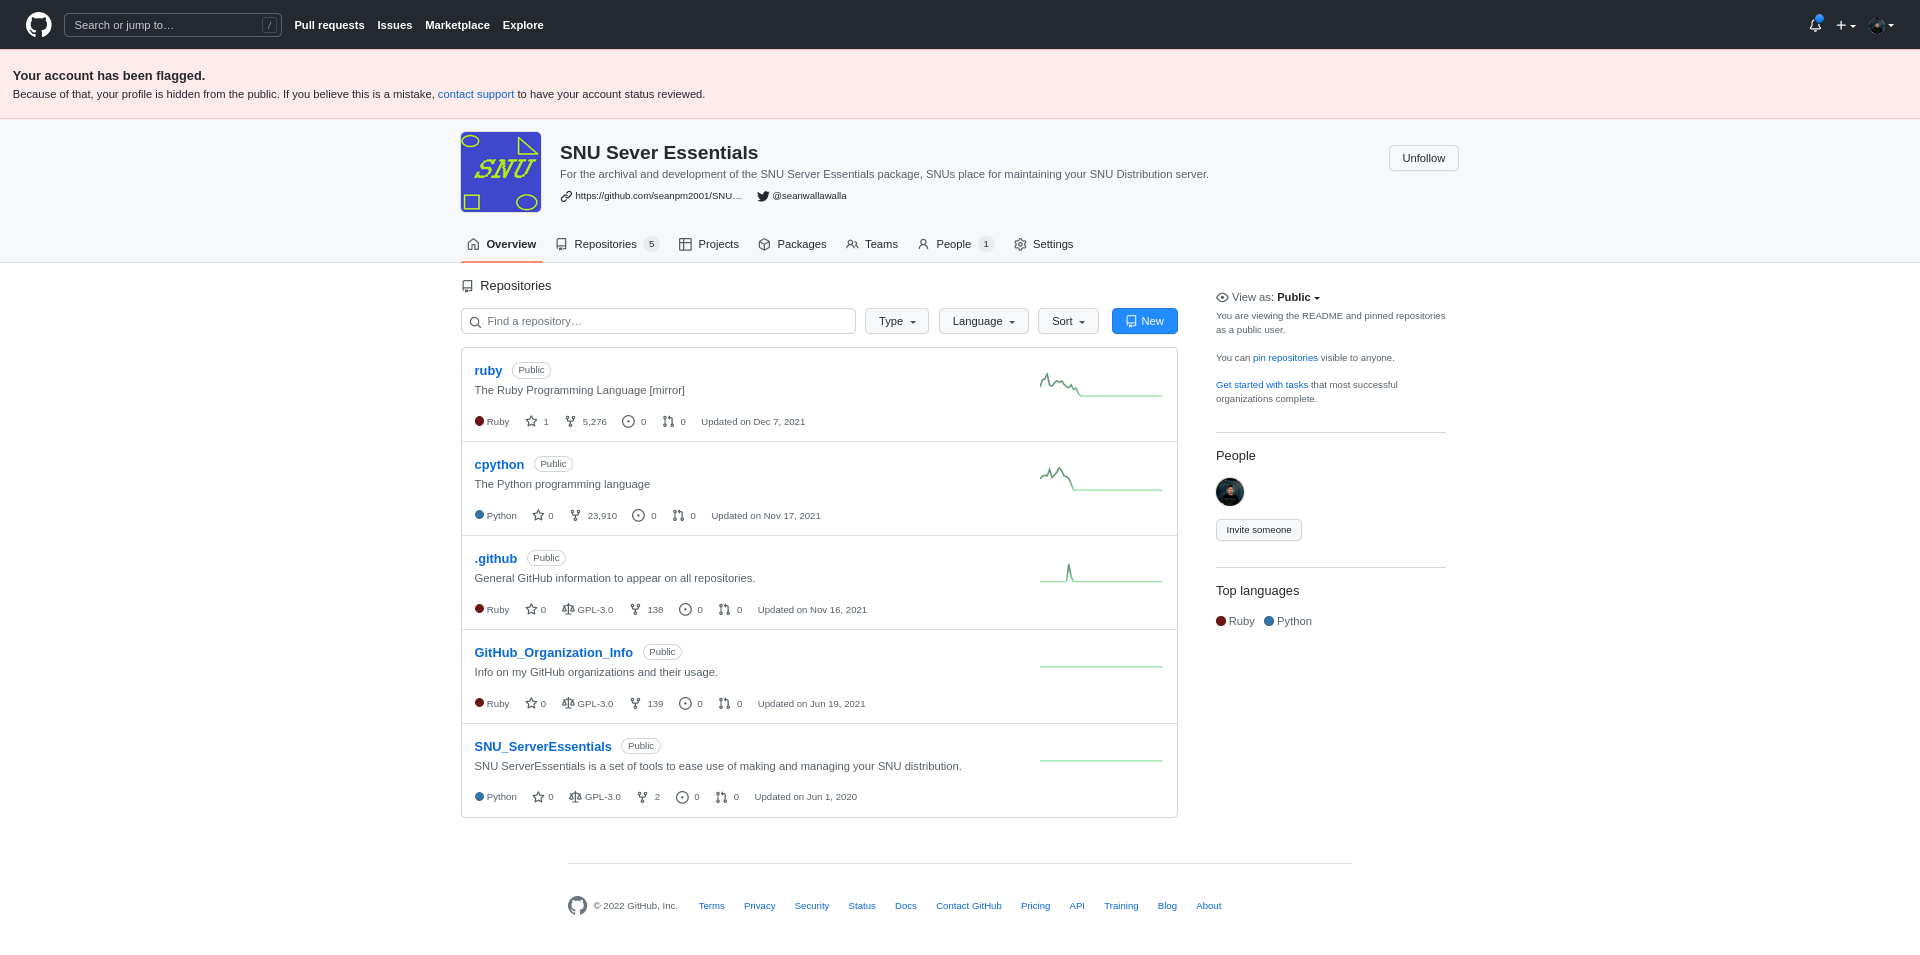 Search or jump to… /
Pull requests Issues Marketplace Explore
Your account has been flagged.
Because of that, your profile is hidden from the public. If you believe this is a mistake, contact support to have your account status reviewed.
SNU
SNU Sever Essentials
For the archival and development of the SNU Server Essentials package, SNUs place for maintaining your SNU Distribution server.
https://github.com/seanpm2001/SNU… @seanwallawalla
Unfollow
Overview Repositories 5 Projects Packages Teams People 1 Settings
Repositories
Find a repository… Type Language Sort New
ruby Public
The Ruby Programming Language [mirror]
Ruby 1 5,276 0 0 Updated on Dec 7, 2021
cpython Public
The Python programming language
Python 0 23,910 0 0 Updated on Nov 17, 2021
.github Public
General GitHub information to appear on all repositories.
Ruby 0 GPL-3.0 138 0 0 Updated on Nov 16, 2021
GitHub_Organization_Info Public
Info on my GitHub organizations and their usage.
Ruby 0 GPL-3.0 139 0 0 Updated on Jun 19, 2021
SNU_ServerEssentials Public
SNU ServerEssentials is a set of tools to ease use of making and managing your SNU distribution.
Python 0 GPL-3.0 2 0 0 Updated on Jun 1, 2020
View as: Public
You are viewing the README and pinned repositories
as a public user.
You can pin repositories visible to anyone.
Get started with tasks that most successful
organizations complete.
People
Invite someone
Top languages
Ruby Python
© 2022 GitHub, Inc. Terms Privacy Security Status Docs Contact GitHub Pricing API Training Blog About